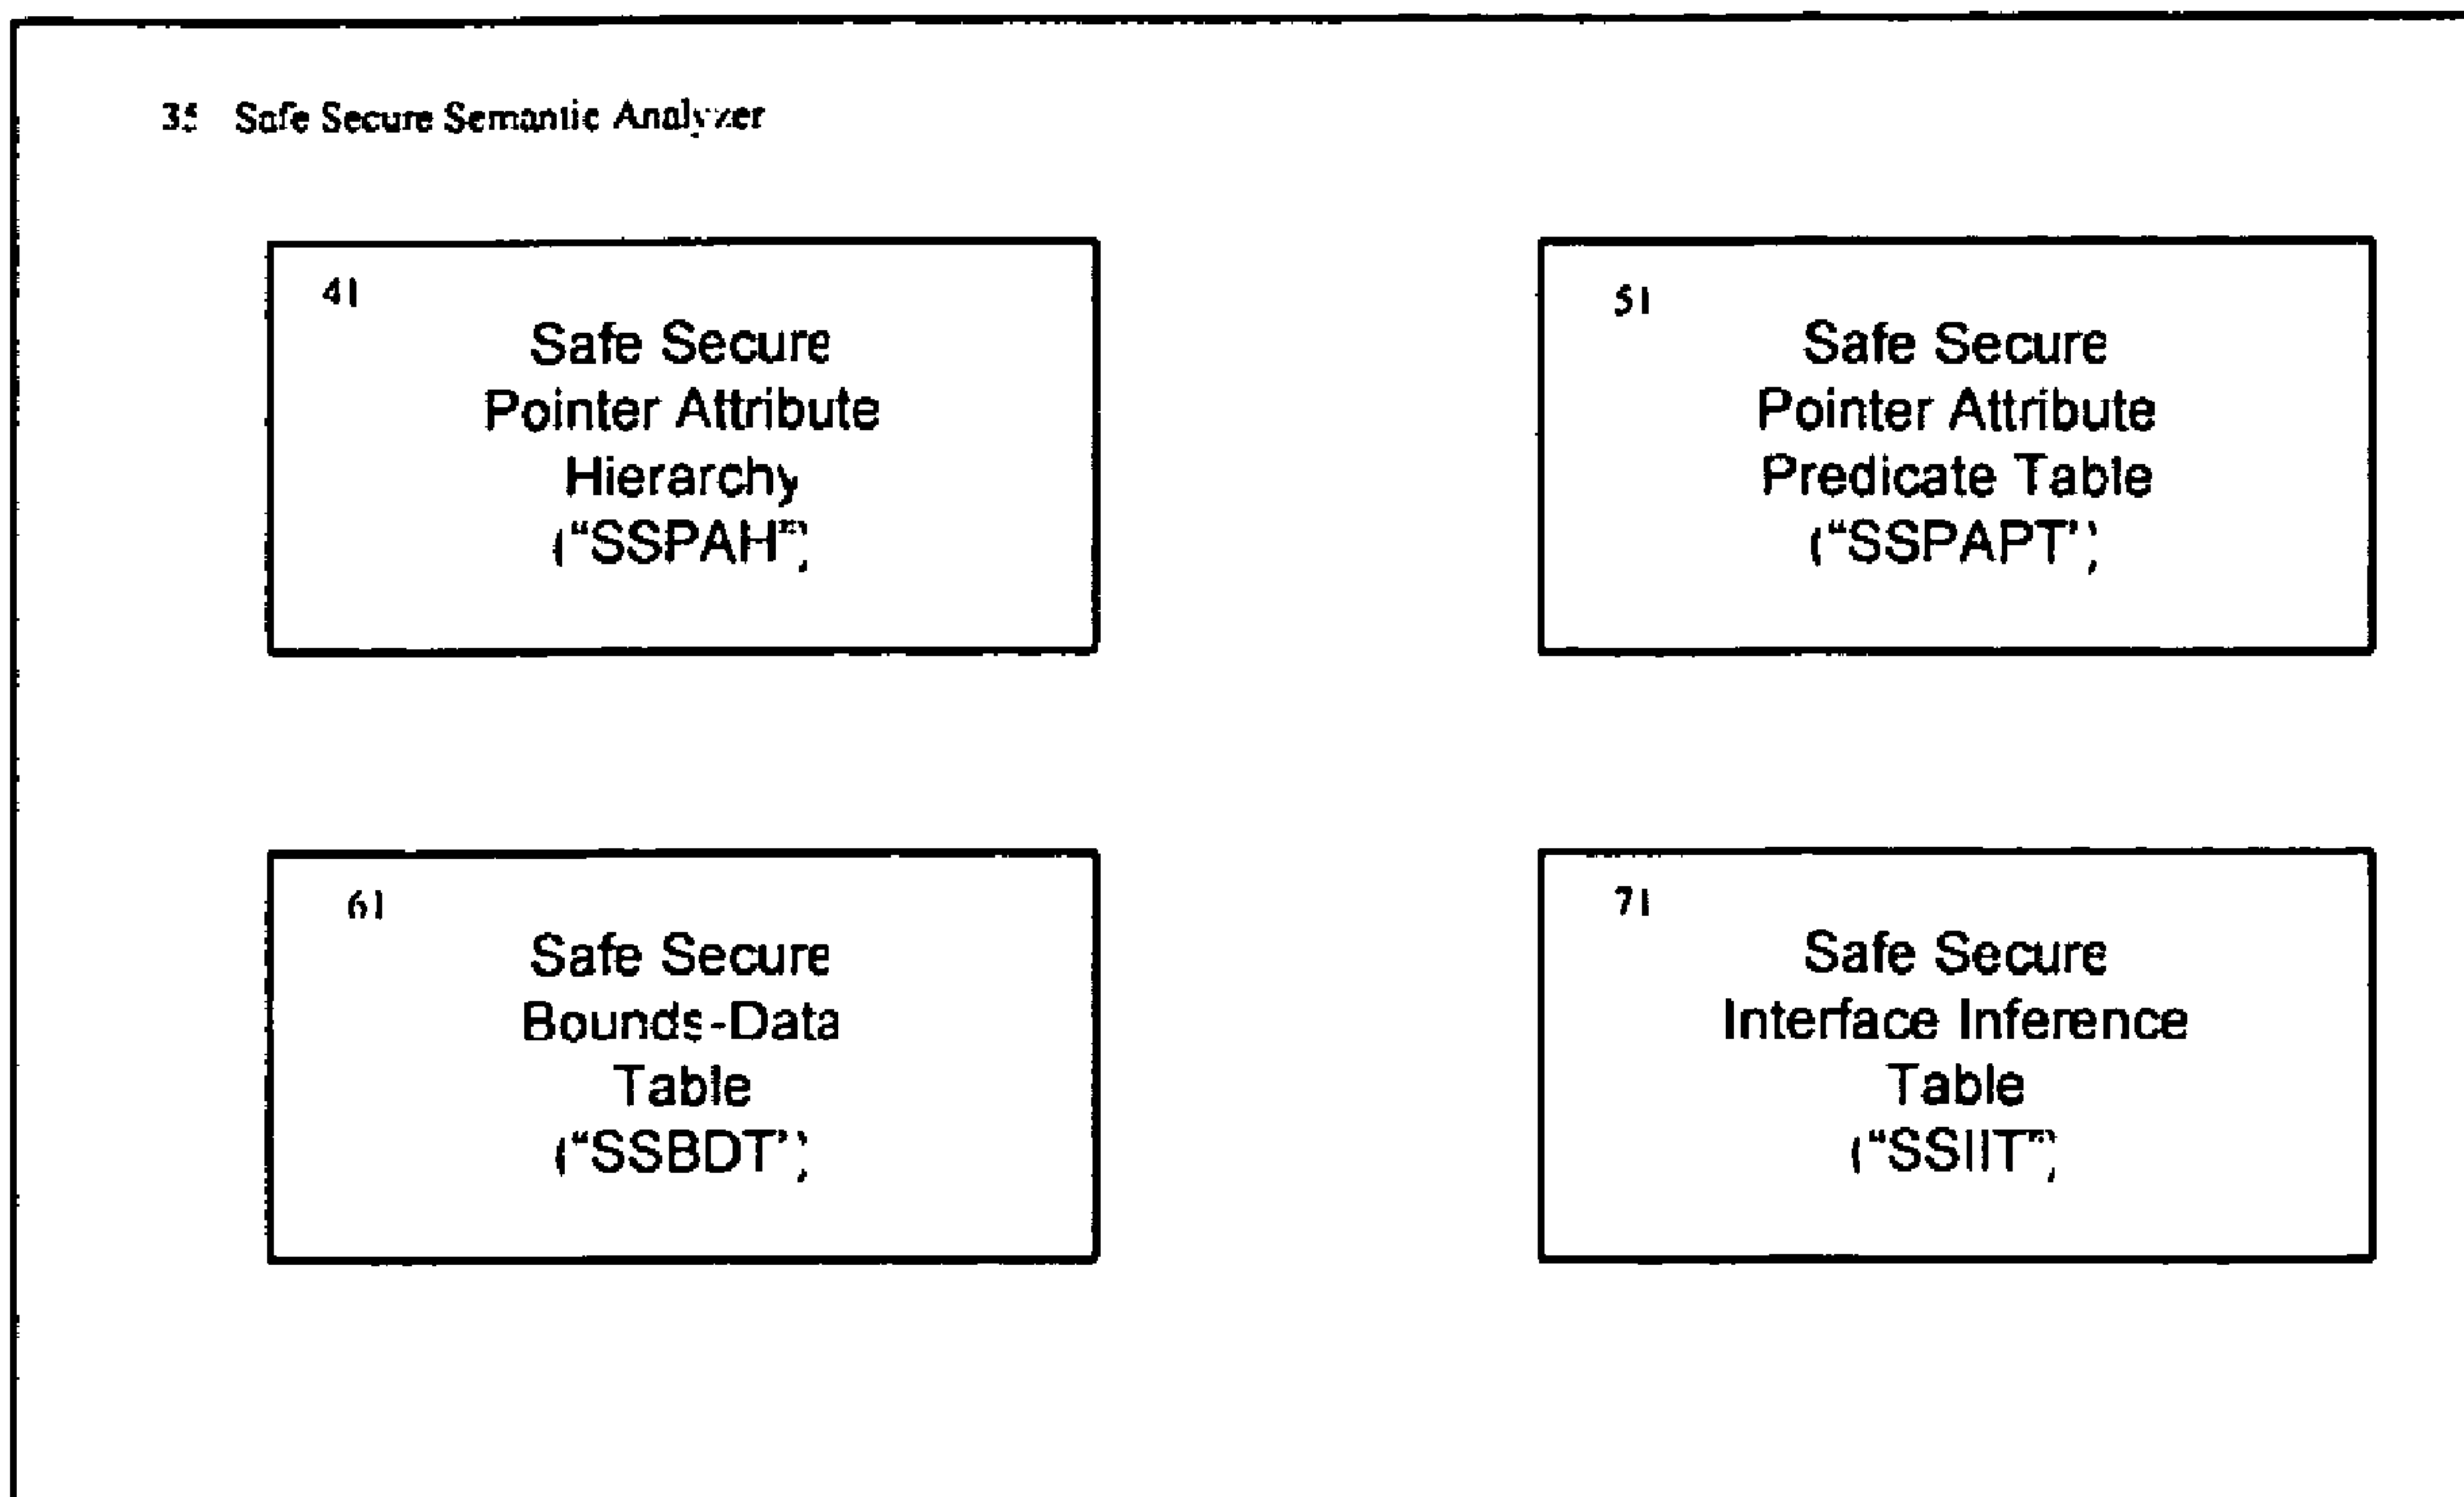 35 Safe Secure Semantic Analyzer
41
Safe Secure
Pointer Attribute
Hierarchy
("SSPAH")
51
Safe Secure
Pointer Attribute
Predicate Table
("SSPAPT")
61
Safe Secure
Bounds-Data
Table
("SSBDT")
71
Safe Secure
Interface Inference
Table
("SSIIT")